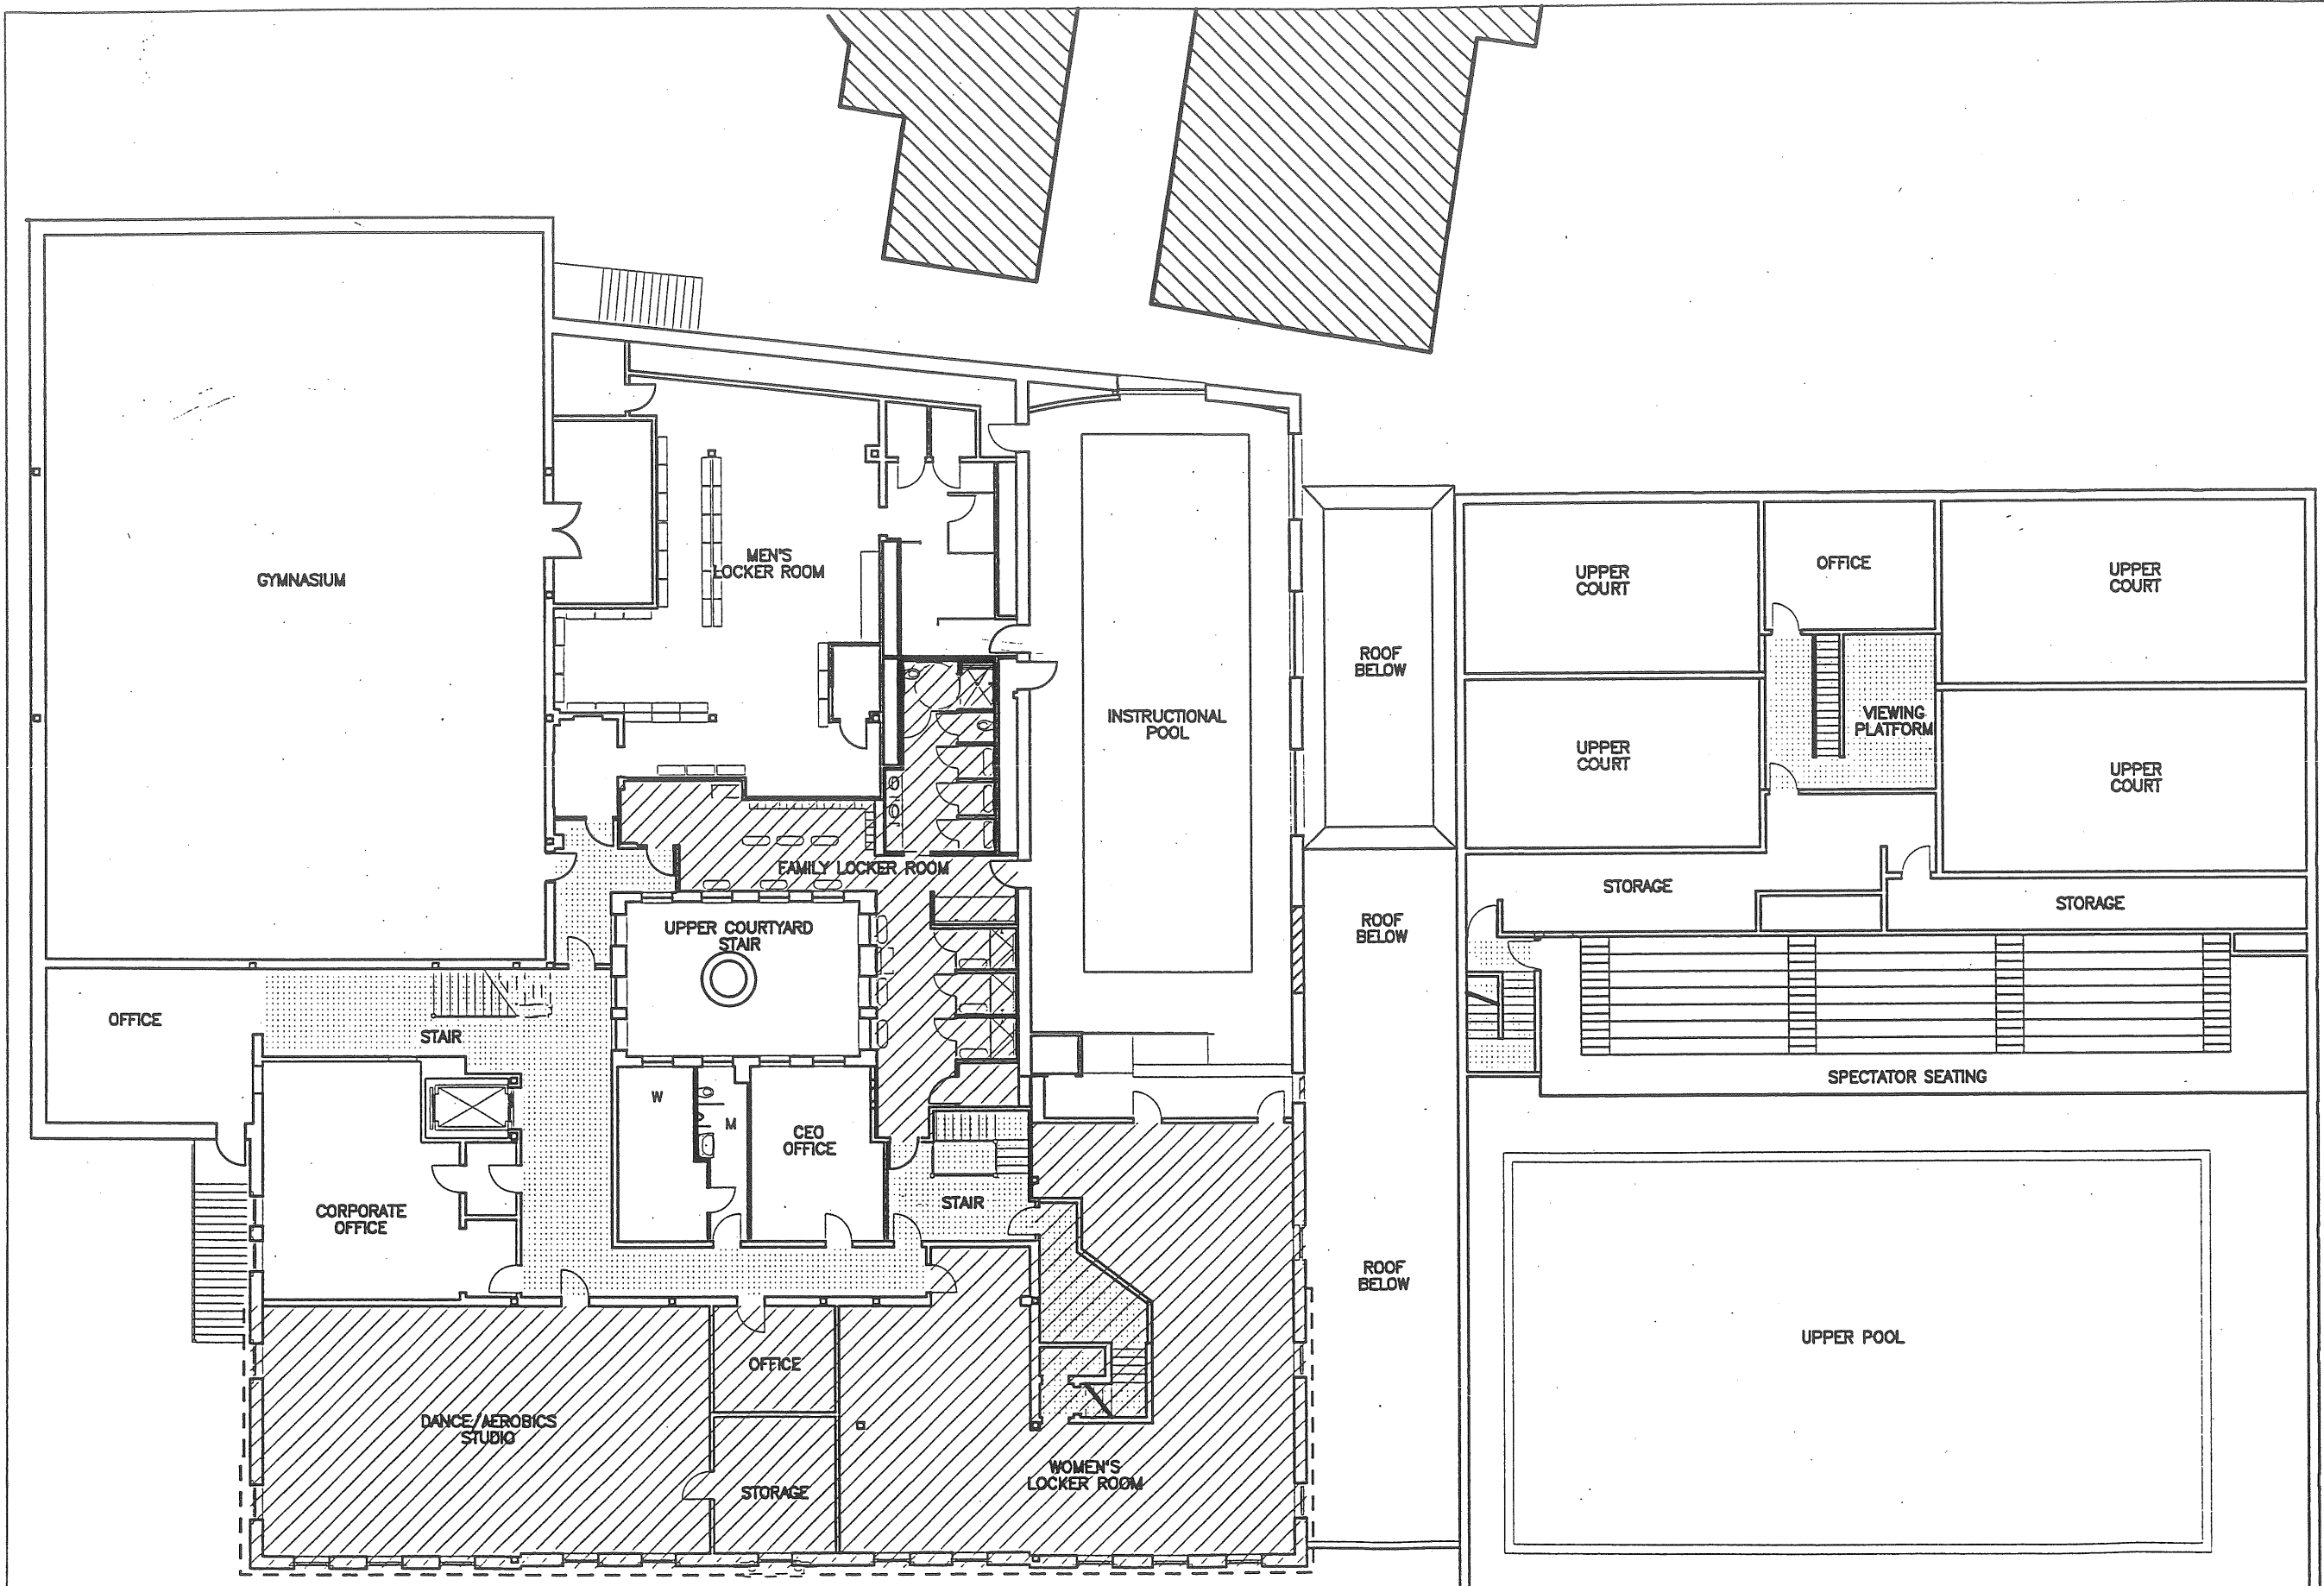 GYMNASIUM
MEN'S
LOCKER ROOM
INSTRUCTIONAL
POOL
ROOF
BELOW
UPPER
COURT
OFFICE
UPPER
COURT
UPPER
COURT
VIEWING
PLATFORM
UPPER
COURT
FAMILY LOCKER ROOM
STORAGE
STORAGE
UPPER COURTYARD
STAIR
ROOF
BELOW
OFFICE
STAIR
SPECTATOR SEATING
W
M
CEO
OFFICE
CORPORATE
OFFICE
STAIR
ROOF
BELOW
UPPER POOL
OFFICE
DANCE/AEROBICS
STUDIO
STORAGE
WOMEN'S
LOCKER ROOM